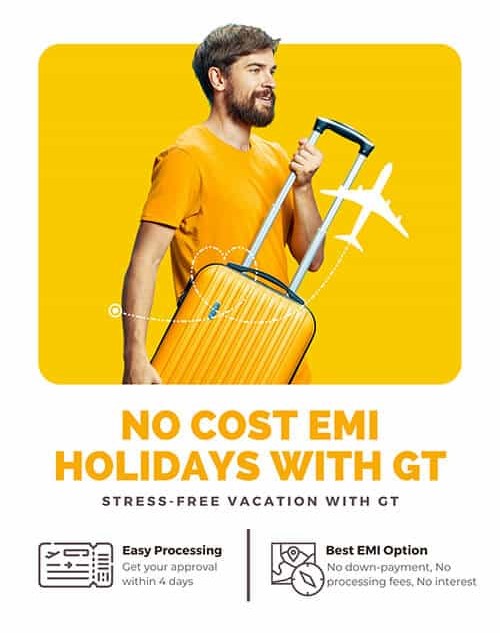 NO COST EMI
HOLIDAYS WITH GT
STRESS-FREE VACATION WITH GT
Easy Processing
Get your approval
within 4 days
Best EMI Option
No down-payment, No
processing fees, No interest